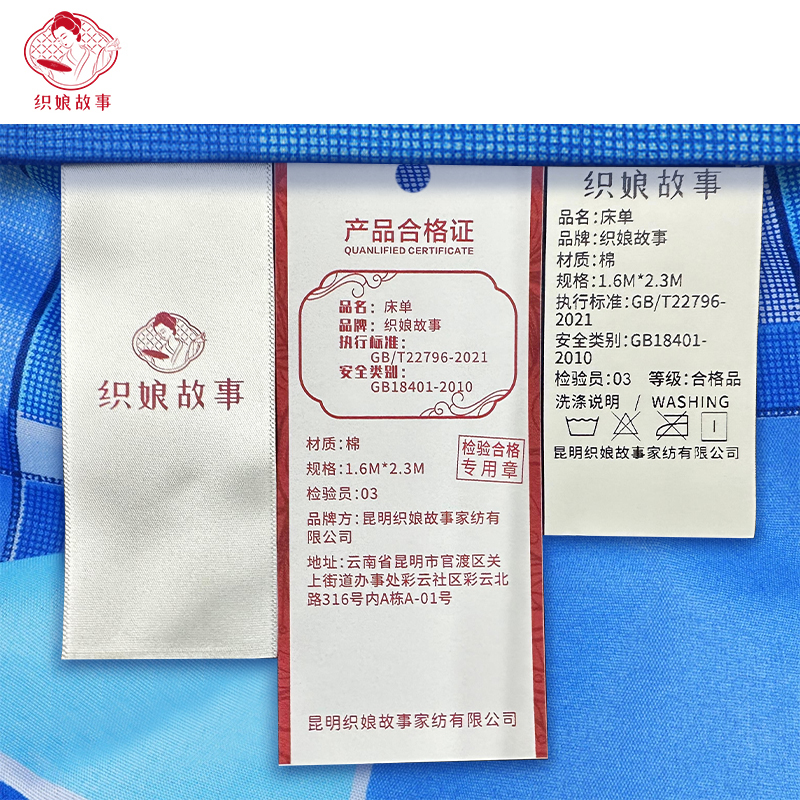 织娘故事
织娘故事
产品合格证
QUANLIFIED CERTIFICATE
品名：床单
品牌：织娘故事
执行标准：
GB/T22796-2021
安全类别：
GB18401-2010
材质：棉
规格：1.6M*2.3M
检验员：03
检验合格
专用章
品牌方：昆明织娘故事家纺有
限公司
地址：云南省昆明市官渡区关
上街道办事处彩云社区彩云北
路316号内A栋A-01号
昆明织娘故事家纺有限公司
织娘故事
品名：床单
品牌：织娘故事
材质：棉
规格：1.6M*2.3M
执行标准：GB/T22796-
2021
安全类别：GB18401-
2010
检验员：03 等级：合格品
洗涤说明 / WASHING
昆明织娘故事家纺有限公司